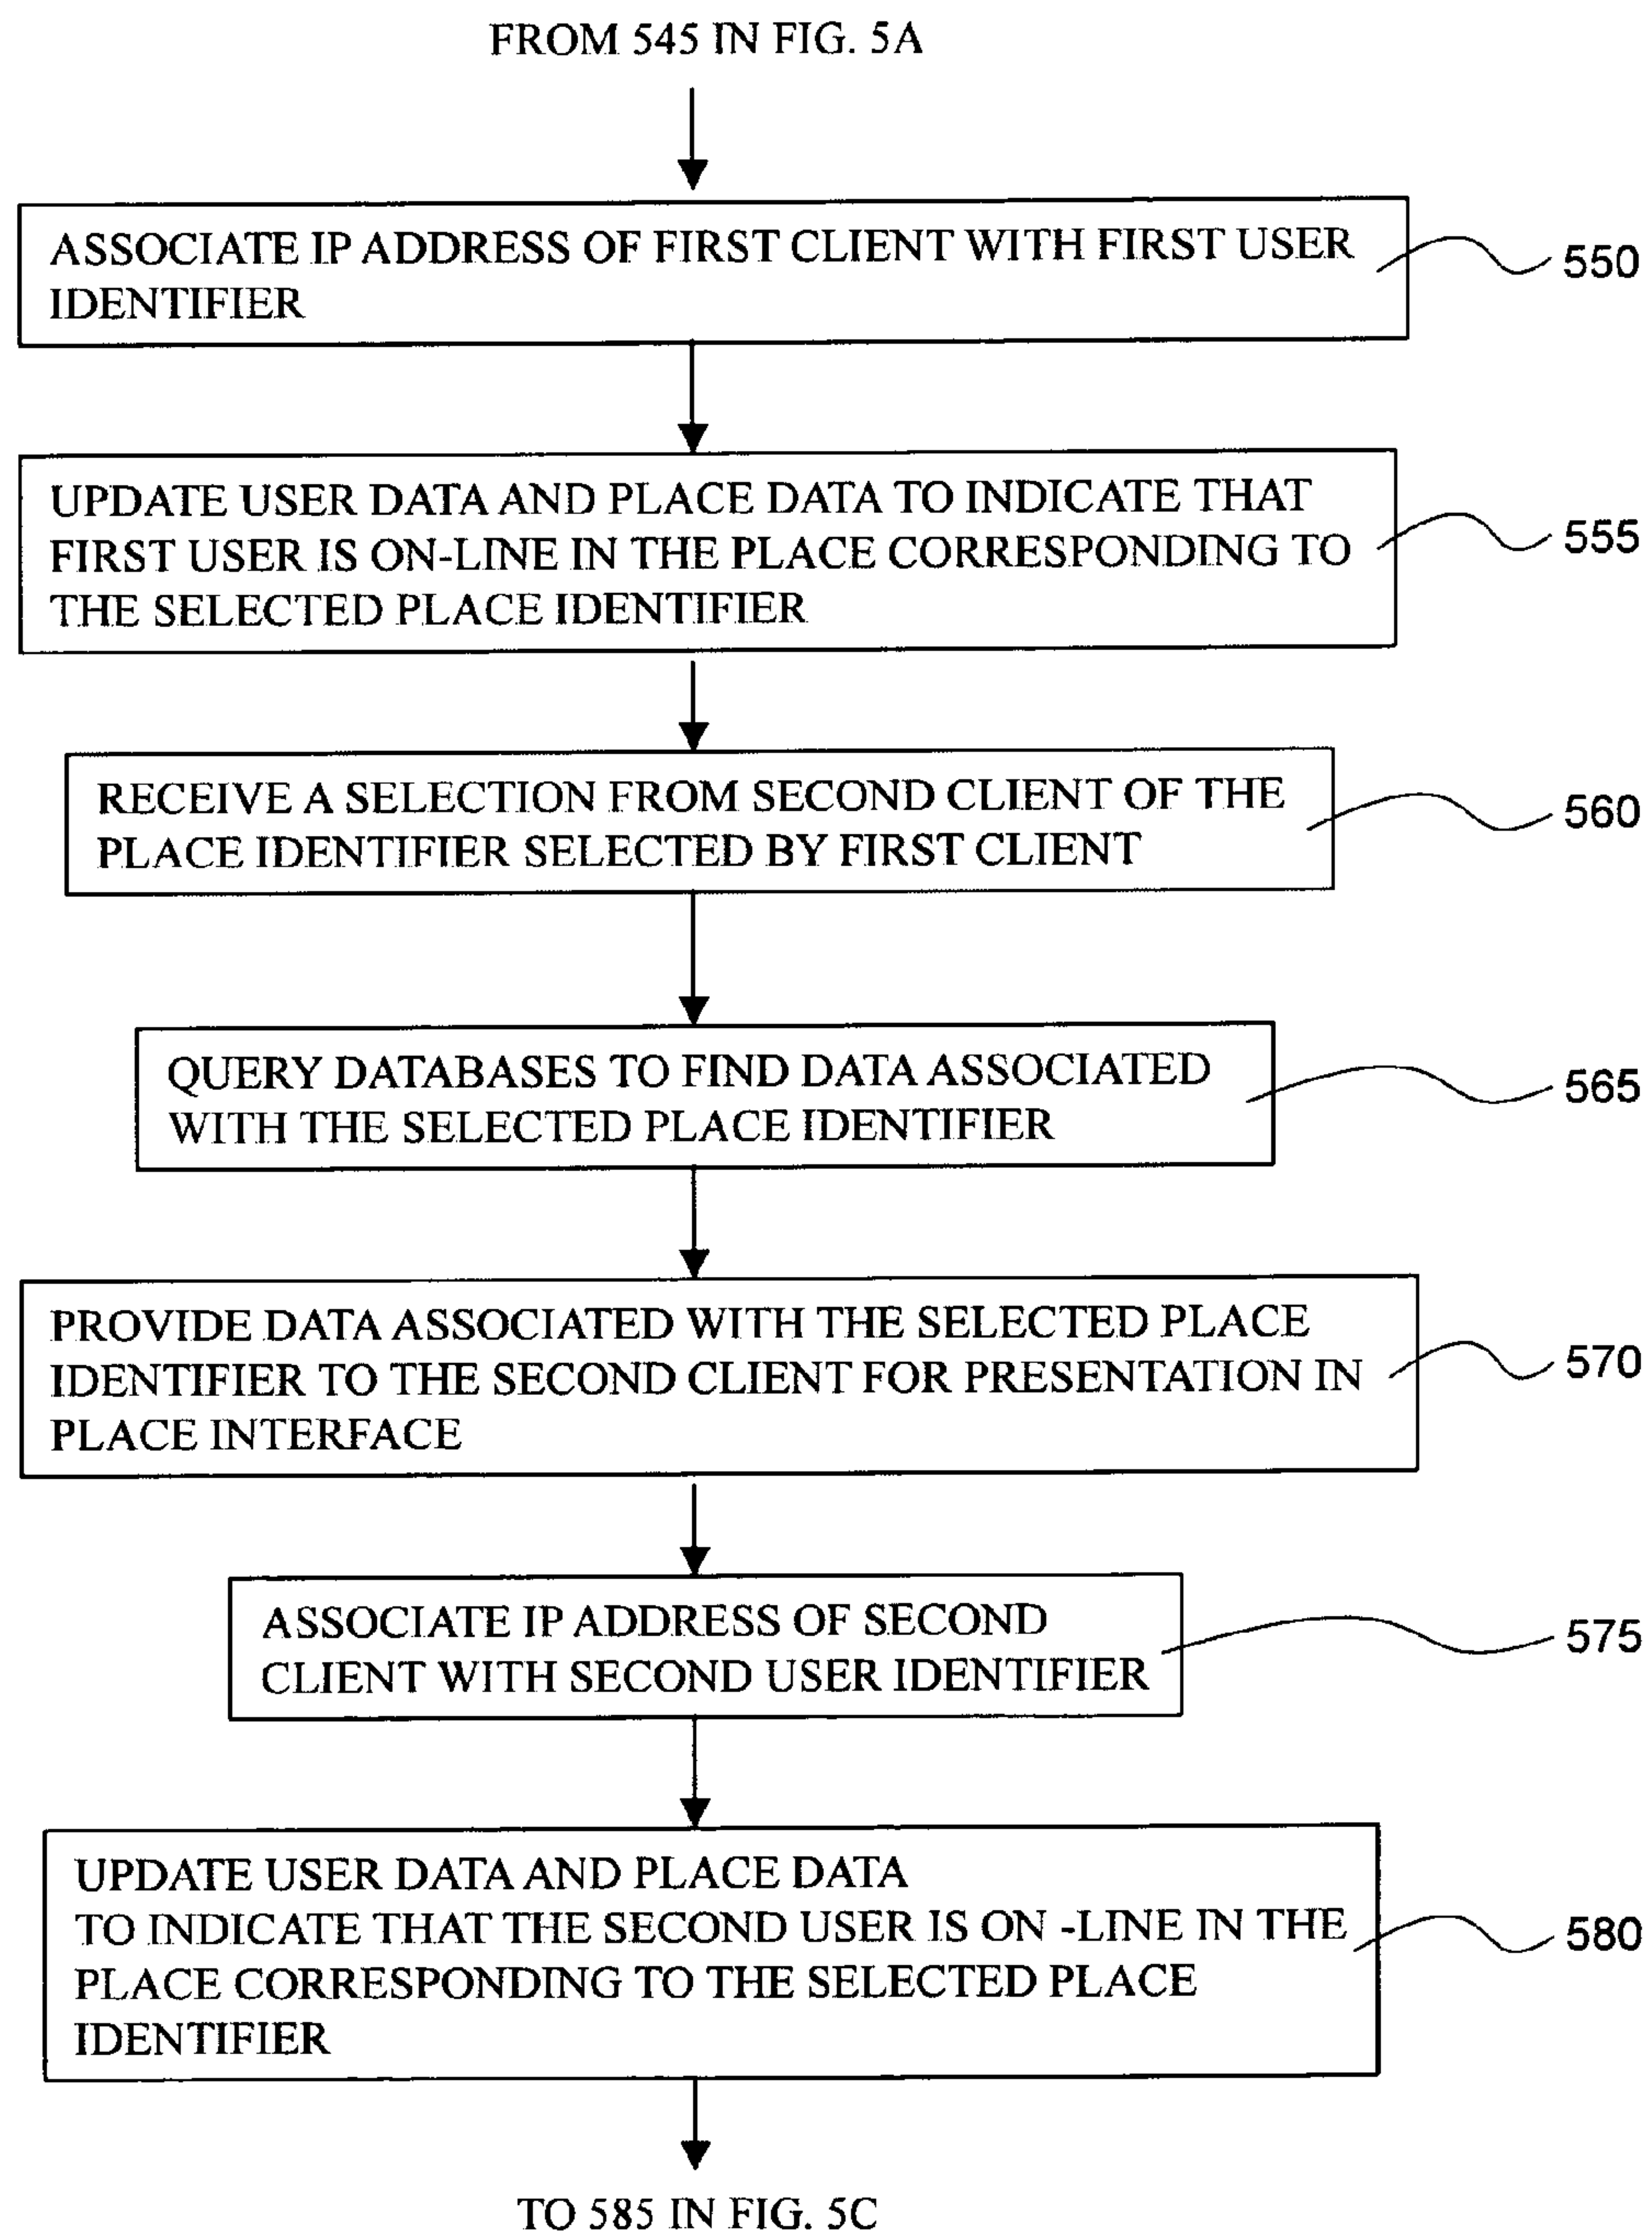 FROM 545 IN FIG. 5A
ASSOCIATE IP ADDRESS OF FIRST CLIENT WITH FIRST USER
IDENTIFIER
550
UPDATE USER DATA AND PLACE DATA TO INDICATE THAT
FIRST USER IS ON-LINE IN THE PLACE CORRESPONDING TO
THE SELECTED PLACE IDENTIFIER
555
RECEIVE A SELECTION FROM SECOND CLIENT OF THE
PLACE IDENTIFIER SELECTED BY FIRST CLIENT
560
QUERY DATABASES TO FIND DATA ASSOCIATED
WITH THE SELECTED PLACE IDENTIFIER
565
PROVIDE DATA ASSOCIATED WITH THE SELECTED PLACE
IDENTIFIER TO THE SECOND CLIENT FOR PRESENTATION IN
PLACE INTERFACE
570
ASSOCIATE IP ADDRESS OF SECOND
CLIENT WITH SECOND USER IDENTIFIER
575
UPDATE USER DATA AND PLACE DATA
TO INDICATE THAT THE SECOND USER IS ON -LINE IN THE
PLACE CORRESPONDING TO THE SELECTED PLACE
IDENTIFIER
580
TO 585 IN FIG. 5C